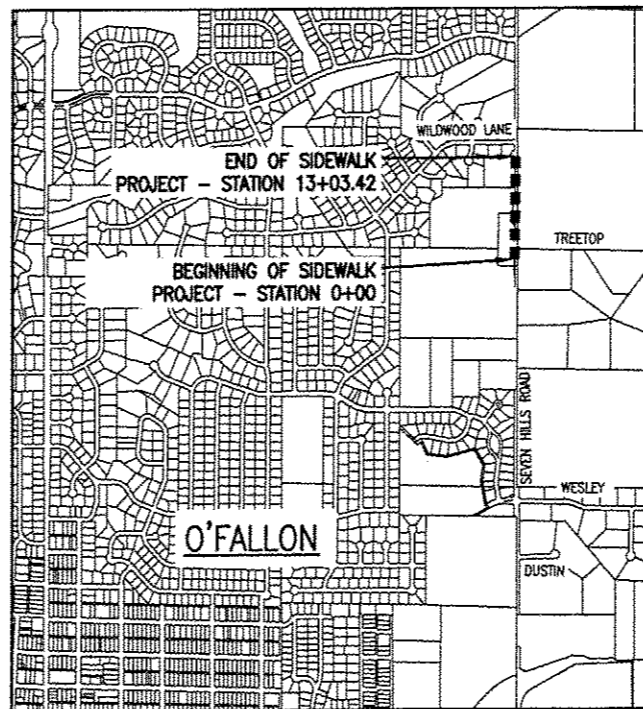 WILDWOOD LANE
END OF SIDEWALK
PROJECT - STATION 13+03.42
TREETOP
BEGINNING OF SIDEWALK
PROJECT - STATION 0+00
SEVEN HILLS ROAD
WESLEY
O'FALLON
DUSTIN